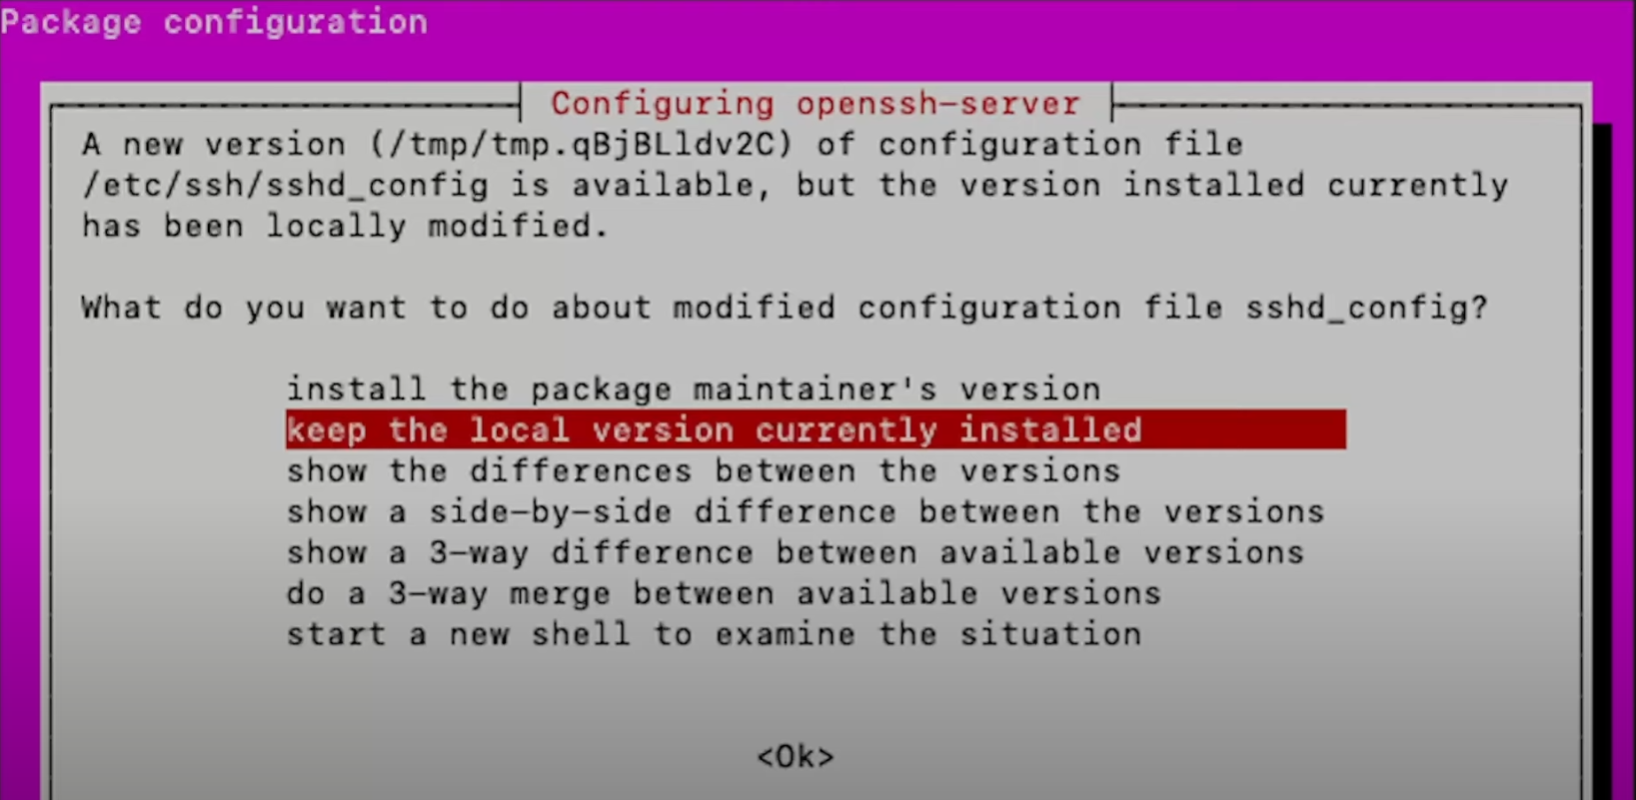 Package configuration
Configuring openssh-server
A new version (/tmp/tmp.qBjBLldv2C) of configuration file
/etc/ssh/sshd_config is available, but the version installed currently
has been locally modified.
What do you want to do about modified configuration file sshd_config?
install the package maintainer's version
keep the local version currently installed
show the differences between the versions
show a side-by-side difference between the versions
show a 3-way difference between available versions
do a 3-way merge between available versions
start a new shell to examine the situation
<Ok>